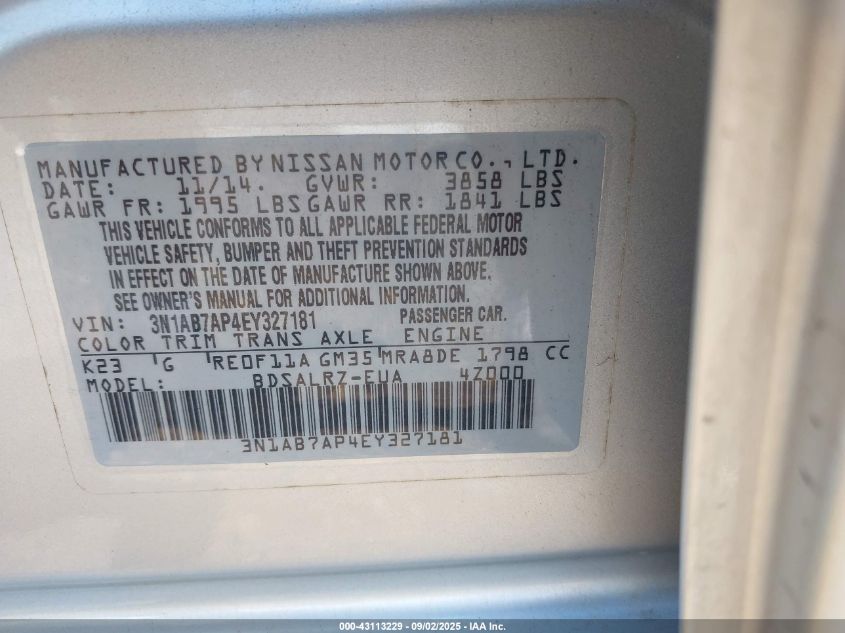 MANUFACTURED BY NISSAN MOTOR CO., LTD.
DATE: 11/14. GVWR: 3858 LBS
GAWR FR: 1995 LBS GAWR RR: 1841 LBS
THIS VEHICLE CONFORMS TO ALL APPLICABLE FEDERAL MOTOR
VEHICLE SAFETY, BUMPER AND THEFT PREVENTION STANDARDS
IN EFFECT ON THE DATE OF MANUFACTURE SHOWN ABOVE.
SEE OWNER'S MANUAL FOR ADDITIONAL INFORMATION.
VIN: 3N1AB7AP4EY327181 PASSENGER CAR.
COLOR TRIM TRANS AXLE ENGINE
K23 G RE0F11A GM35 MRA8DE 1798 CC
MODEL: BDSALRZ-EUA 4Z000
3N1AB7AP4EY327181
000-43113229 - 09/02/2025 - IAA Inc.